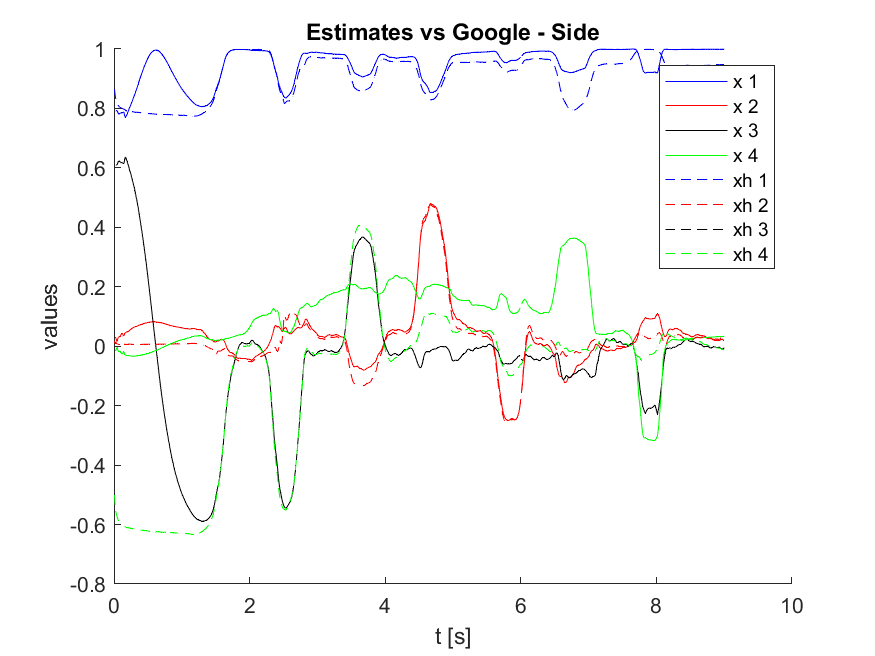 Estimates vs Google - Side
1
0.8
0.6
0.4
0.2
0
-0.2
-0.4
-0.6
-0.8
values
x 1
x 2
x 3
x 4
xh 1
xh 2
xh 3
xh 4
0 2 4 6 8 10
t [s]